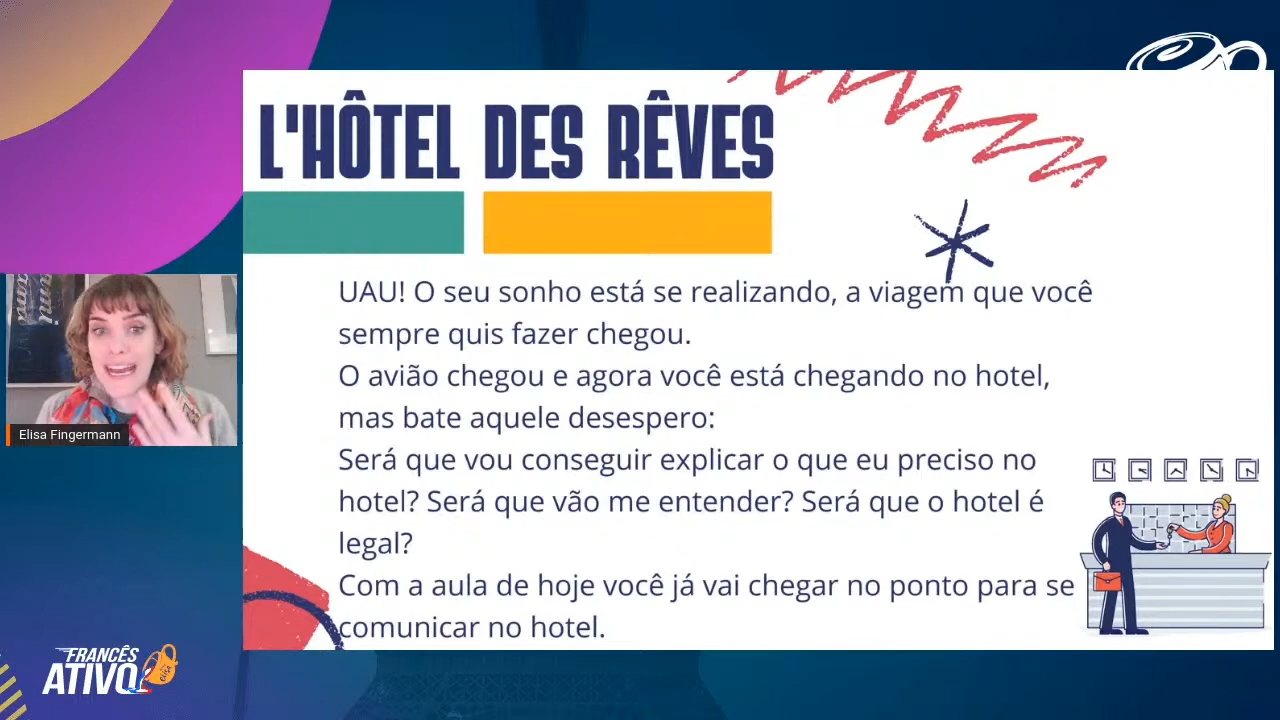 L'HÔTEL DES RÊVES
UAU! O seu sonho está se realizando, a viagem que você
sempre quis fazer chegou.
O avião chegou e agora você está chegando no hotel,
mas bate aquele desespero:
Será que vou conseguir explicar o que eu preciso no
hotel? Será que vão me entender? Será que o hotel é
legal?
Com a aula de hoje você já vai chegar no ponto para se
comunicar no hotel.
Elisa Fingermann
FRANCÊS
ATIVO